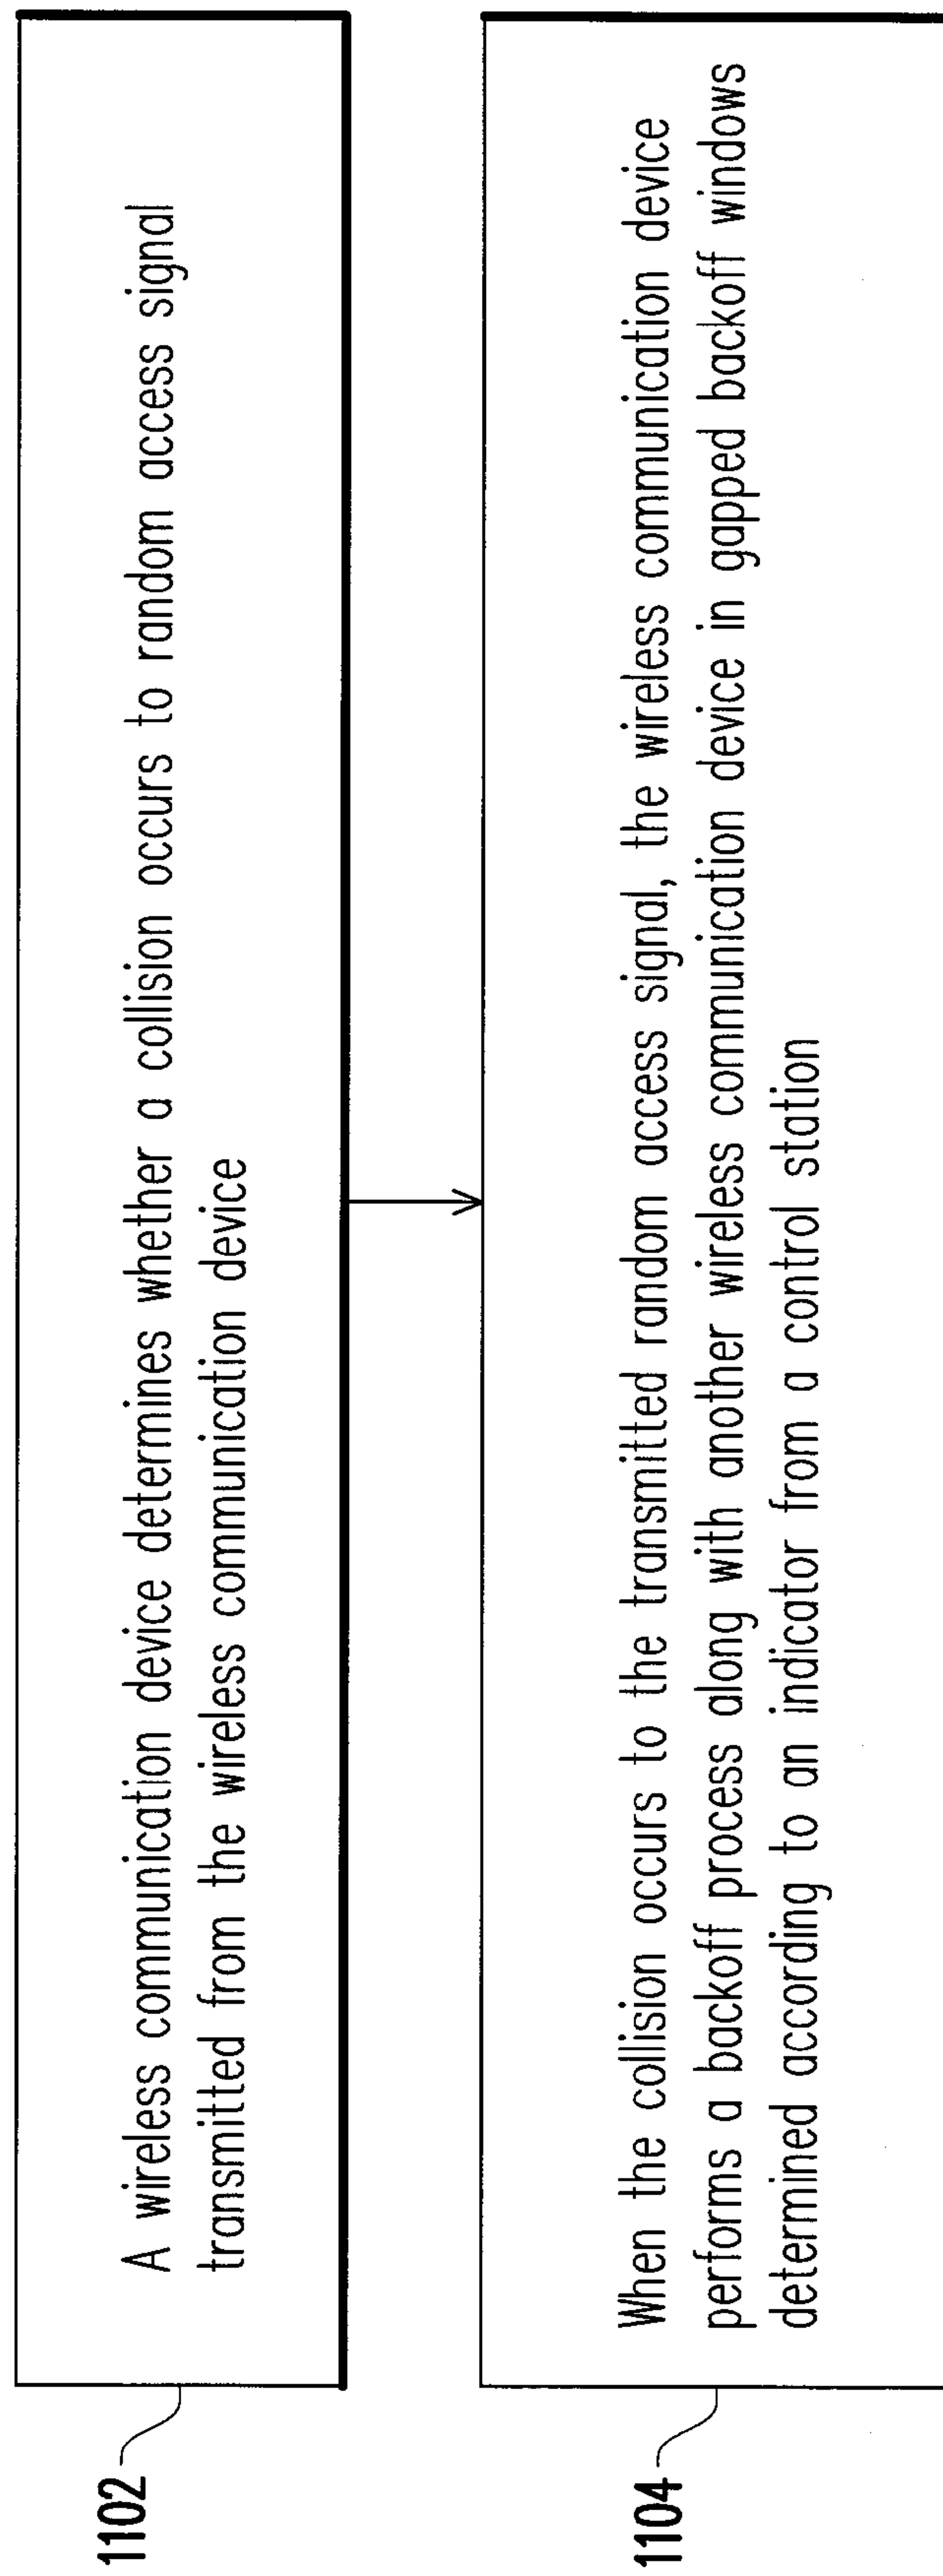 1102
A wireless communication device determines whether a collision occurs to random access signal
transmitted from the wireless communication device
1104
When the collision occurs to the transmitted random access signal, the wireless communication device
performs a backoff process along with another wireless communication device in gapped backoff windows
determined according to an indicator from a control station